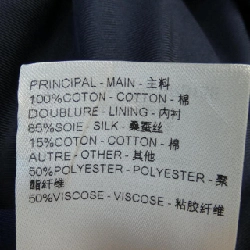 PRINCIPAL - MAIN - 主料
100%COTON - COTTON - 棉
DOUBLURE - LINING - 内衬
85%SOIE - SILK - 桑蚕丝
15%COTON - COTTON - 棉
AUTRE - OTHER - 其他
50%POLYESTER - POLYESTER - 聚
酯纤维
50%VISCOSE - VISCOSE - 粘胶纤维